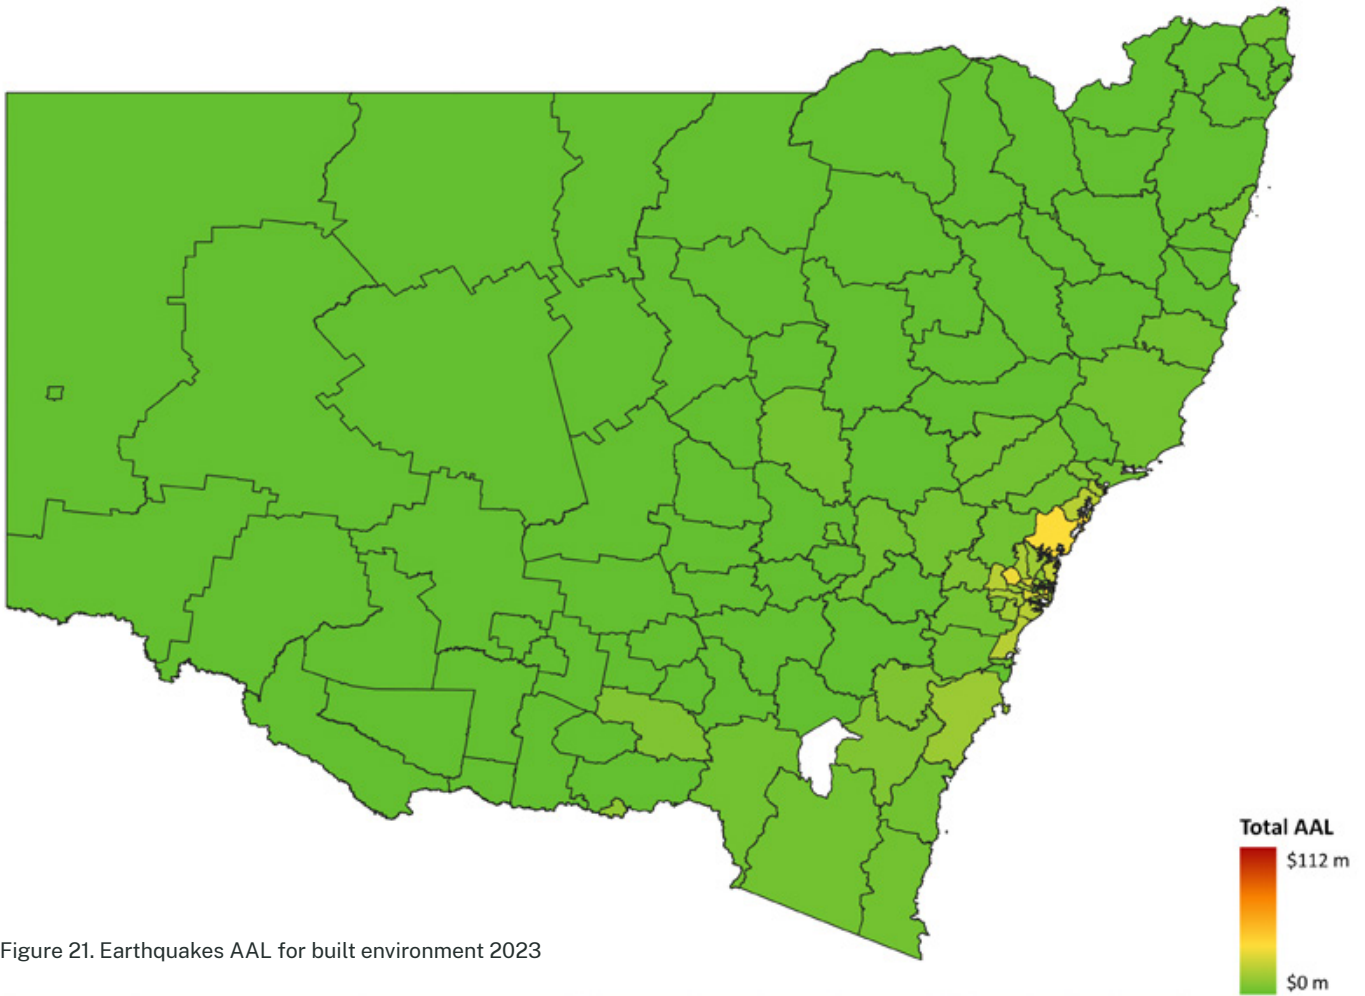 Total AAL
$112 m
$0 m
Figure 21. Earthquakes AAL for built environment 2023